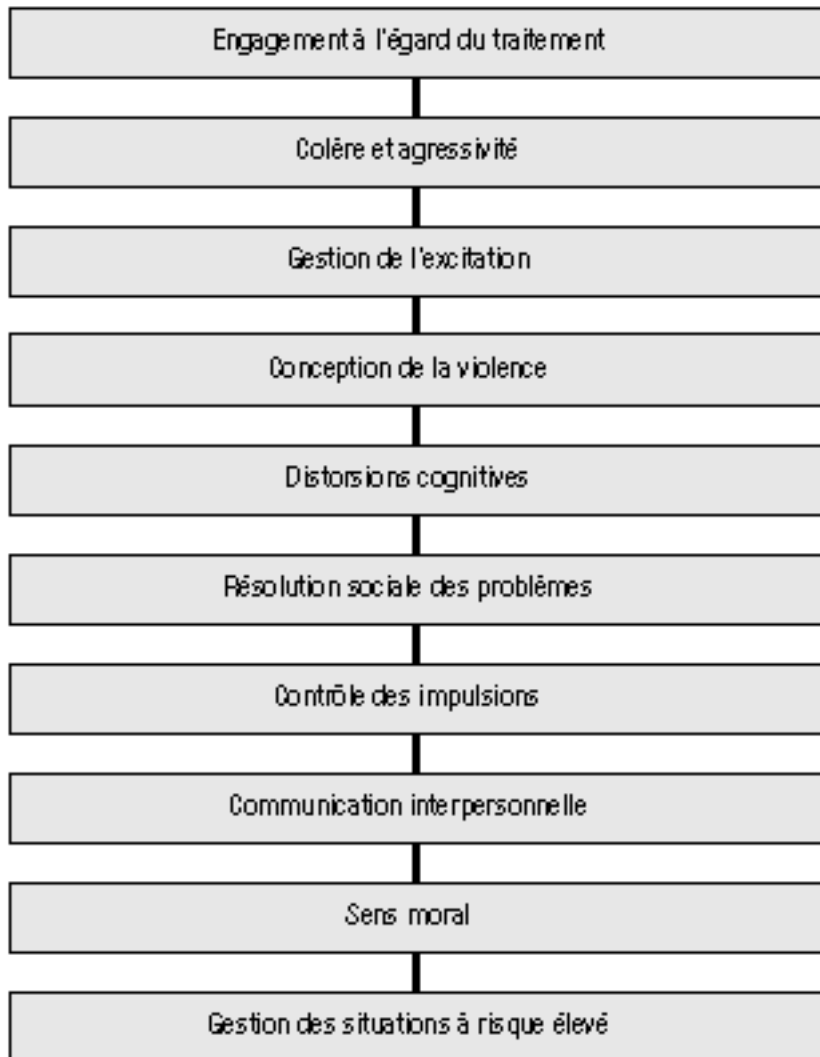 Engagement à l'égard du traitement
Colère et agressivité
Gestion de l'excitation
Conception de la violence
Distorsions cognitives
Résolution sociale des problèmes
Contrôle des impulsions
Communication interpersonnelle
Sens moral
Gestion des situations à risque élevé